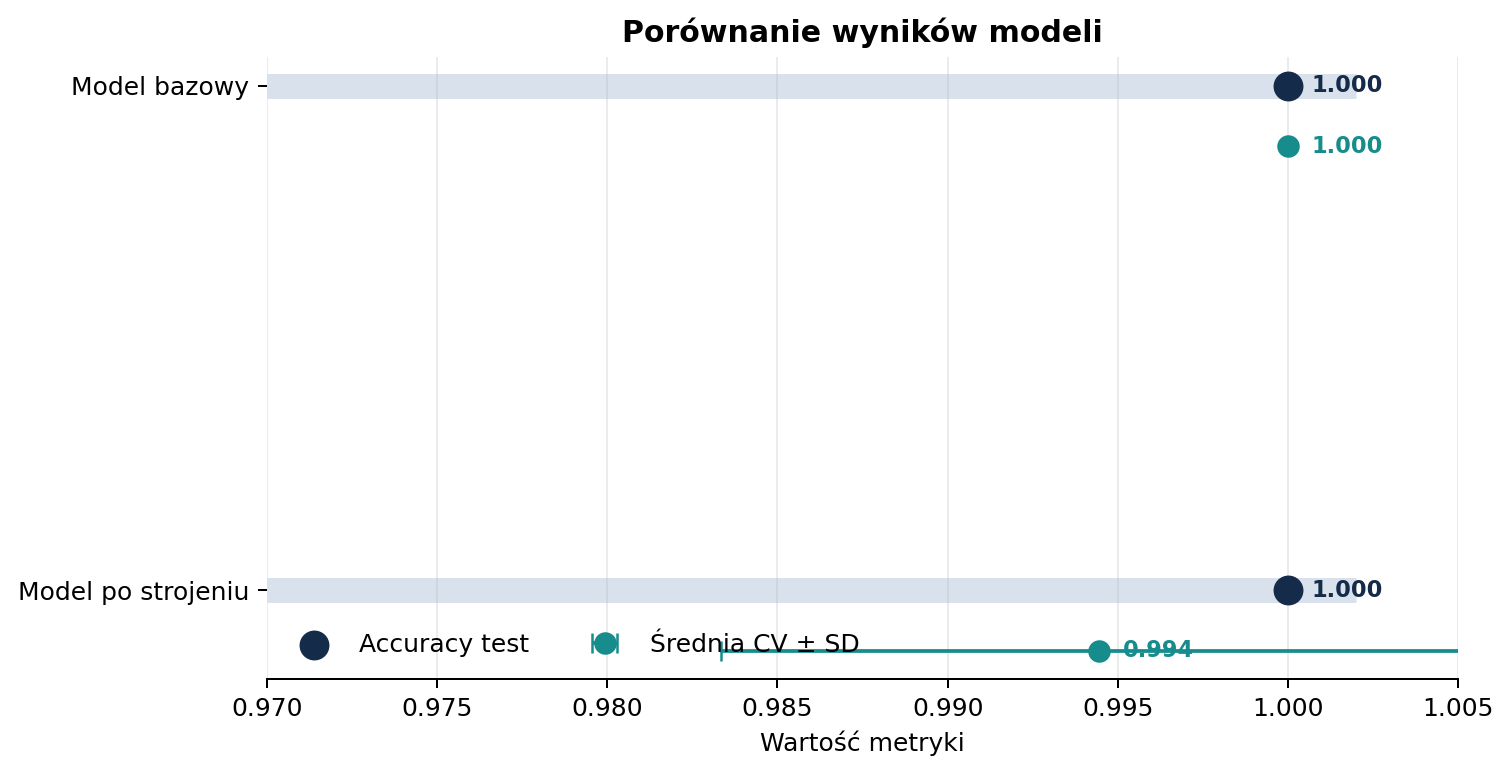 Porównanie wyników modeli
Model bazowy
1.000
1.000
Model po strojeniu
1.000
Accuracy test
Średnia CV ± SD
0.994
0.970 0.975 0.980 0.985 0.990 0.995 1.000 1.005
Wartość metryki